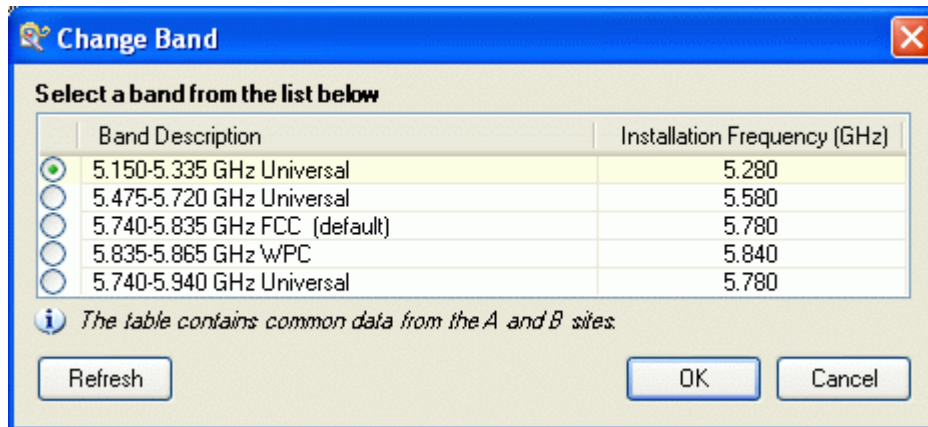 Change Band
Select a band from the list below
Band Description Installation Frequency (GHz)
5.150-5.335 GHz Universal 5.280
5.475-5.720 GHz Universal 5.580
5.740-5.835 GHz FCC (default) 5.780
5.835-5.865 GHz WPC 5.840
5.740-5.940 GHz Universal 5.780
The table contains common data from the A and B sites.
Refresh OK Cancel